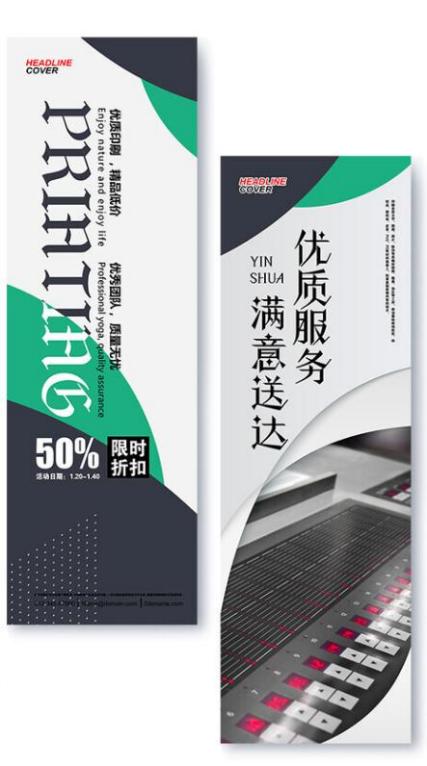 HEADLINE
COVER
PRINTING
优质印刷，精品低价
Enjoy nature and enjoy life
优秀团队，质量无忧
Professional yoga, quality assurance
50%
限时
折扣
活动日期：1.20-1.40
HEADLINE
COVER
YIN
SHUA
优质服务
满意送达